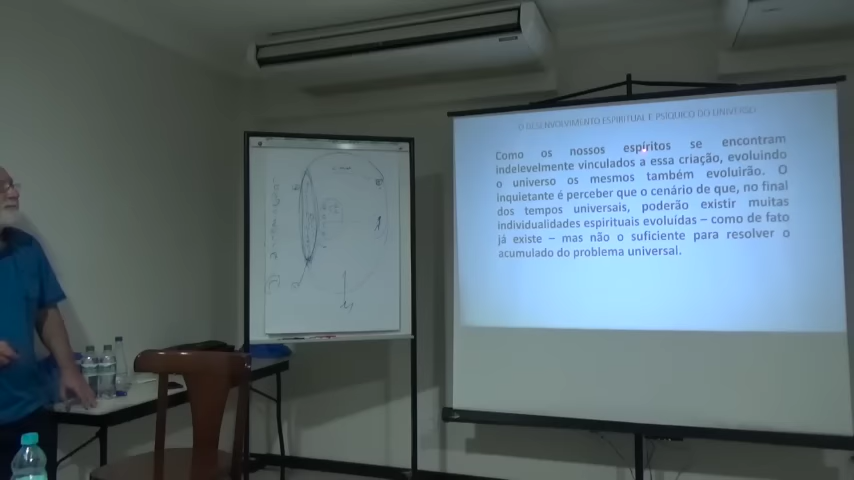 O DESENVOLVIMENTO ESPIRITUAL E PSÍQUICO DO UNIVERSO
Como os nossos espíritos se encontram
indelevelmente vinculados a essa criação, evoluindo
o universo os mesmos também evoluirão. O
inquietante é perceber que o cenário de que, no final
dos tempos universais, poderão existir muitas
individualidades espirituais evoluídas – como de fato
já existe – mas não o suficiente para resolver o
acumulado do problema universal.